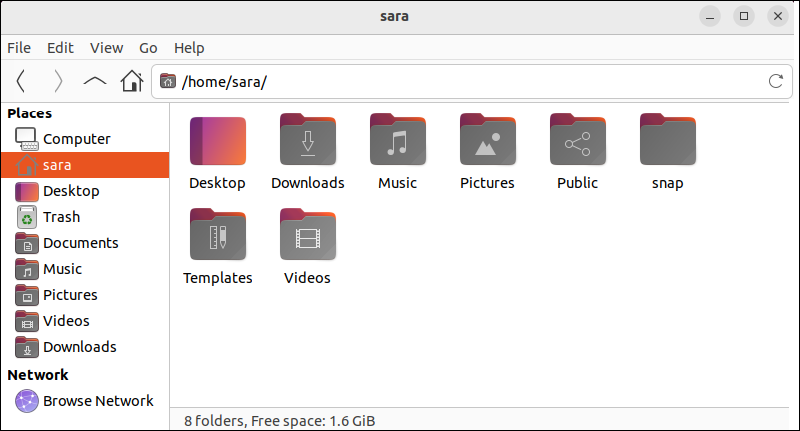 sara
File Edit View Go Help
/home/sara/
Places
Computer
sara
Desktop
Trash
Documents
Music
Pictures
Videos
Downloads
Network
Browse Network
Desktop Downloads Music Pictures Public snap
Templates Videos
8 folders, Free space: 1.6 GiB